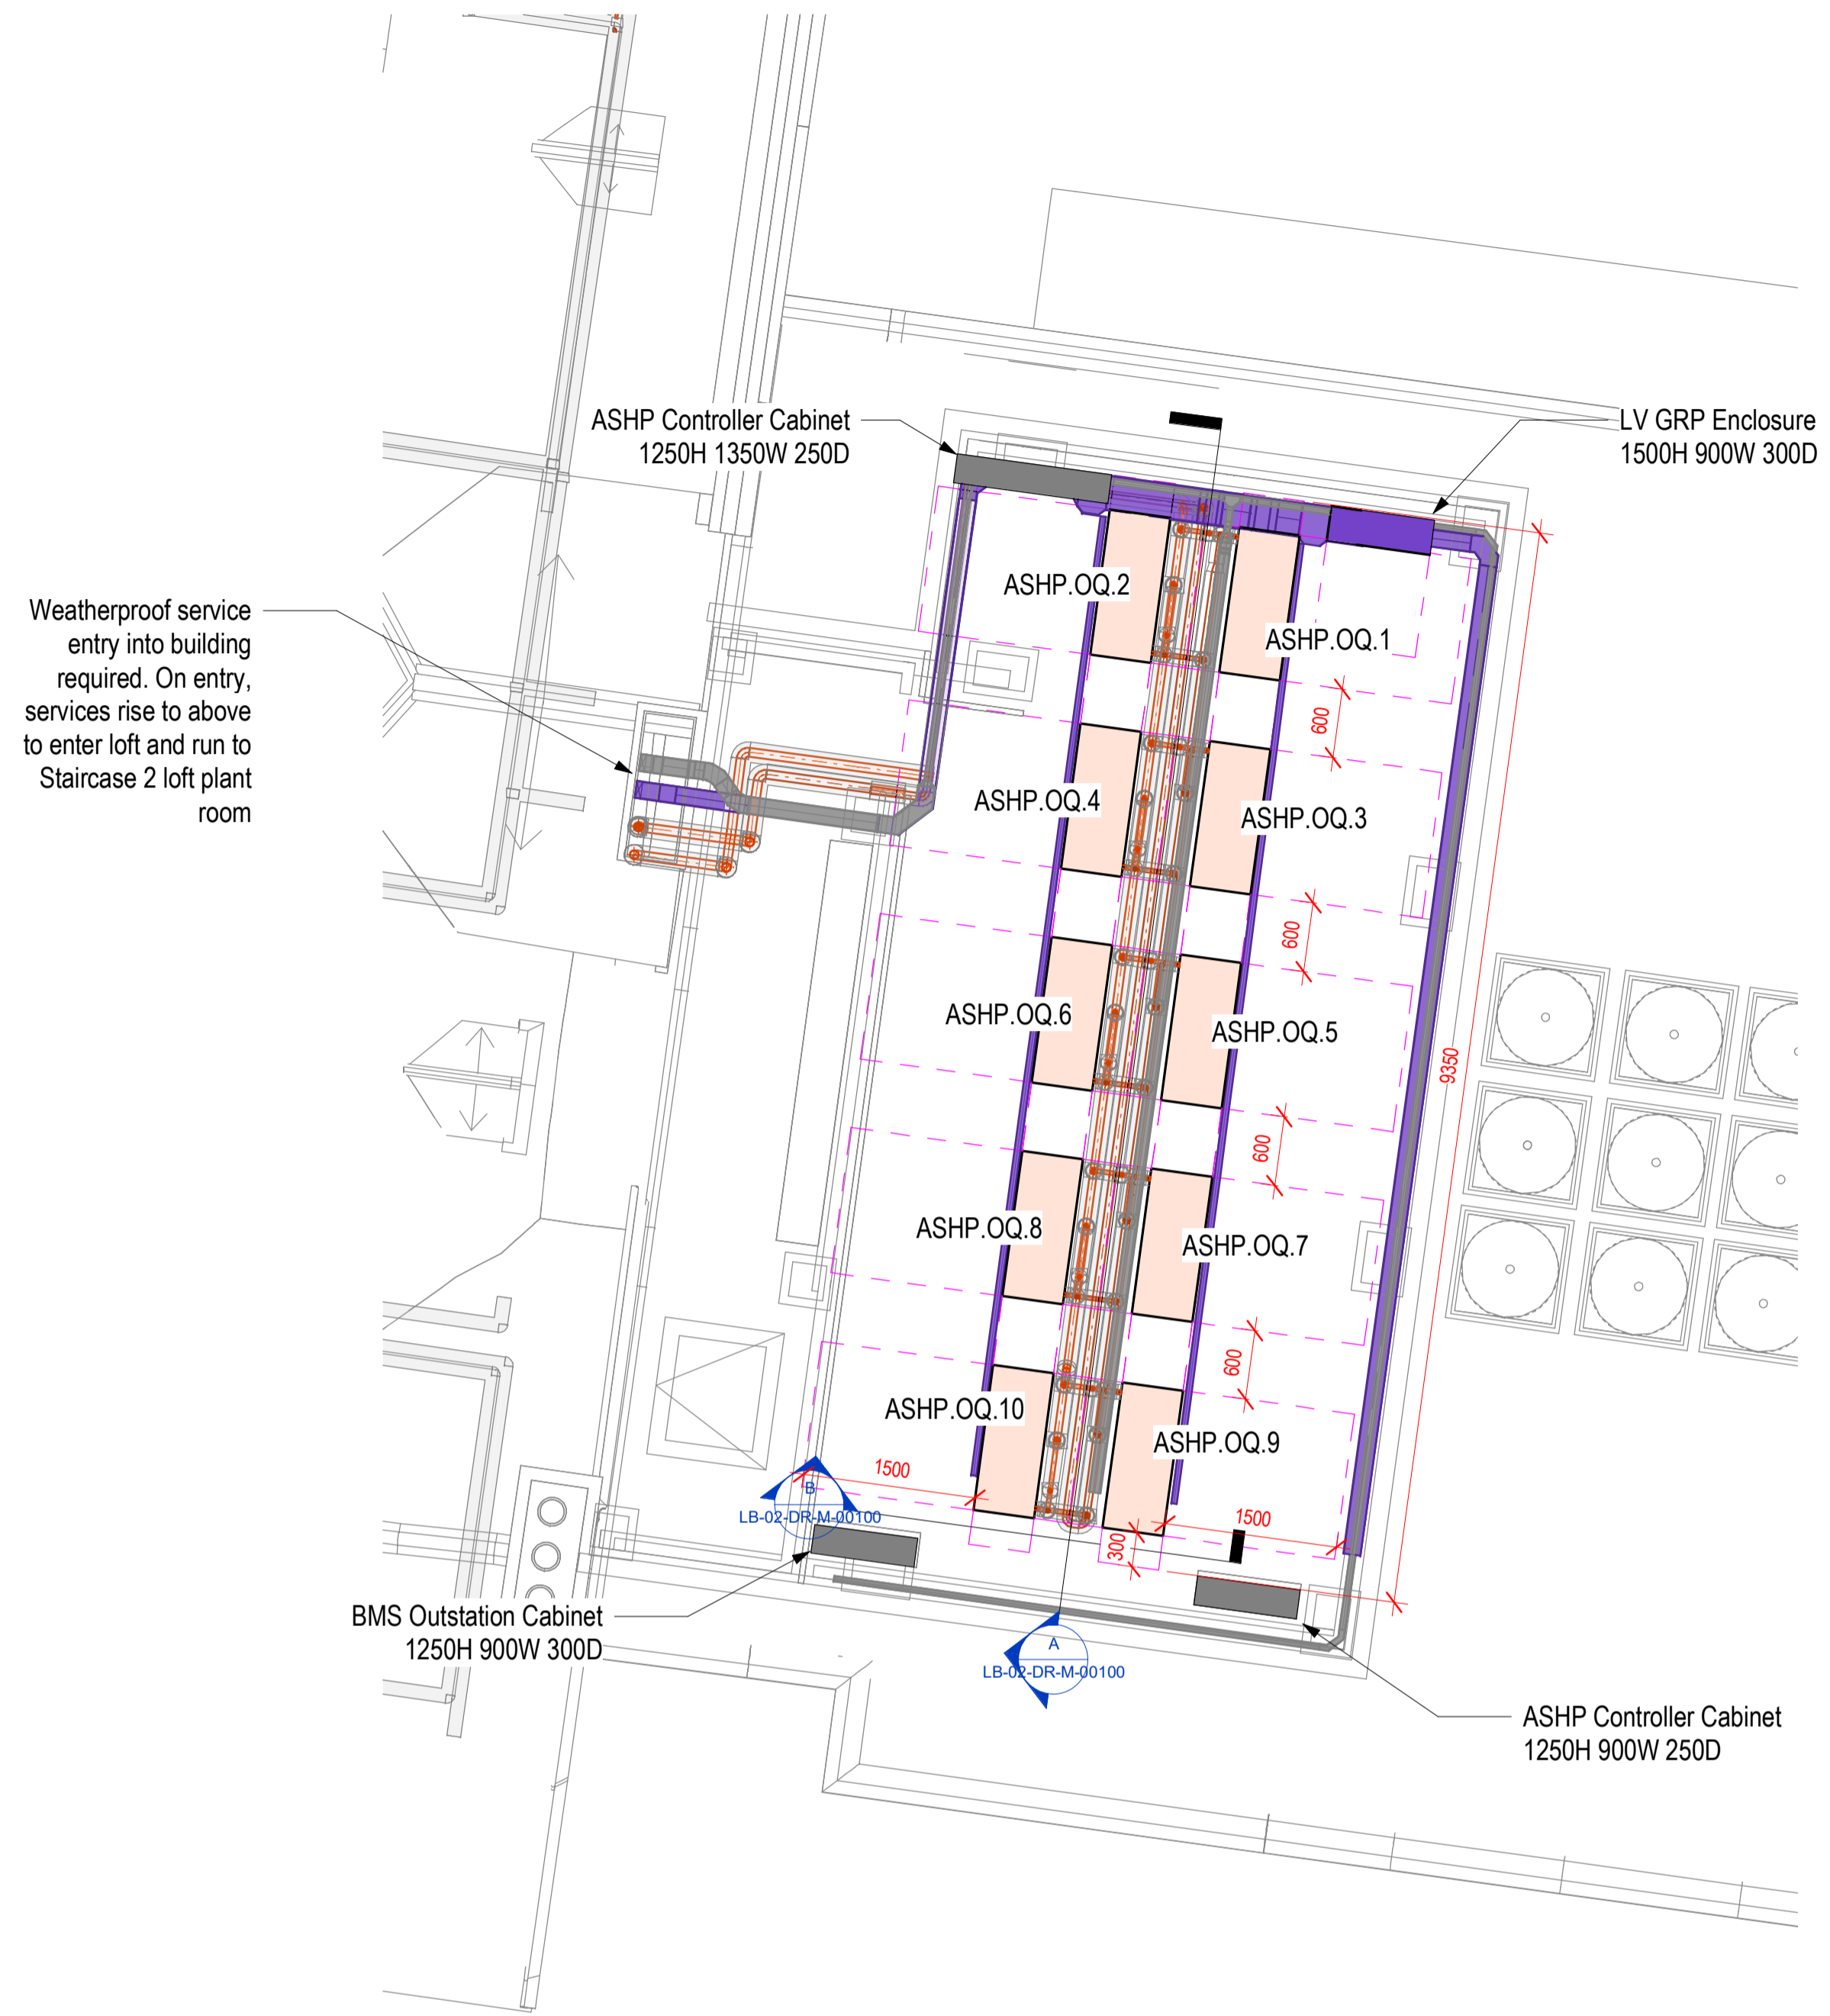 ASHP Controller Cabinet
1250H 1350W 250D
LV GRP Enclosure
1500H 900W 300D
Weatherproof service
entry into building
required. On entry,
services rise to above
to enter loft and run to
Staircase 2 loft plant
room
ASHP.OQ.2
ASHP.OQ.1
600
ASHP.OQ.4
ASHP.OQ.3
600
ASHP.OQ.6
ASHP.OQ.5
9350
600
ASHP.OQ.8
ASHP.OQ.7
600
ASHP.OQ.10
ASHP.OQ.9
1500
B
LB-02-DR-M-00100
1500
300
BMS Outstation Cabinet
1250H 900W 300D
A
LB-02-DR-M-00100
ASHP Controller Cabinet
1250H 900W 250D